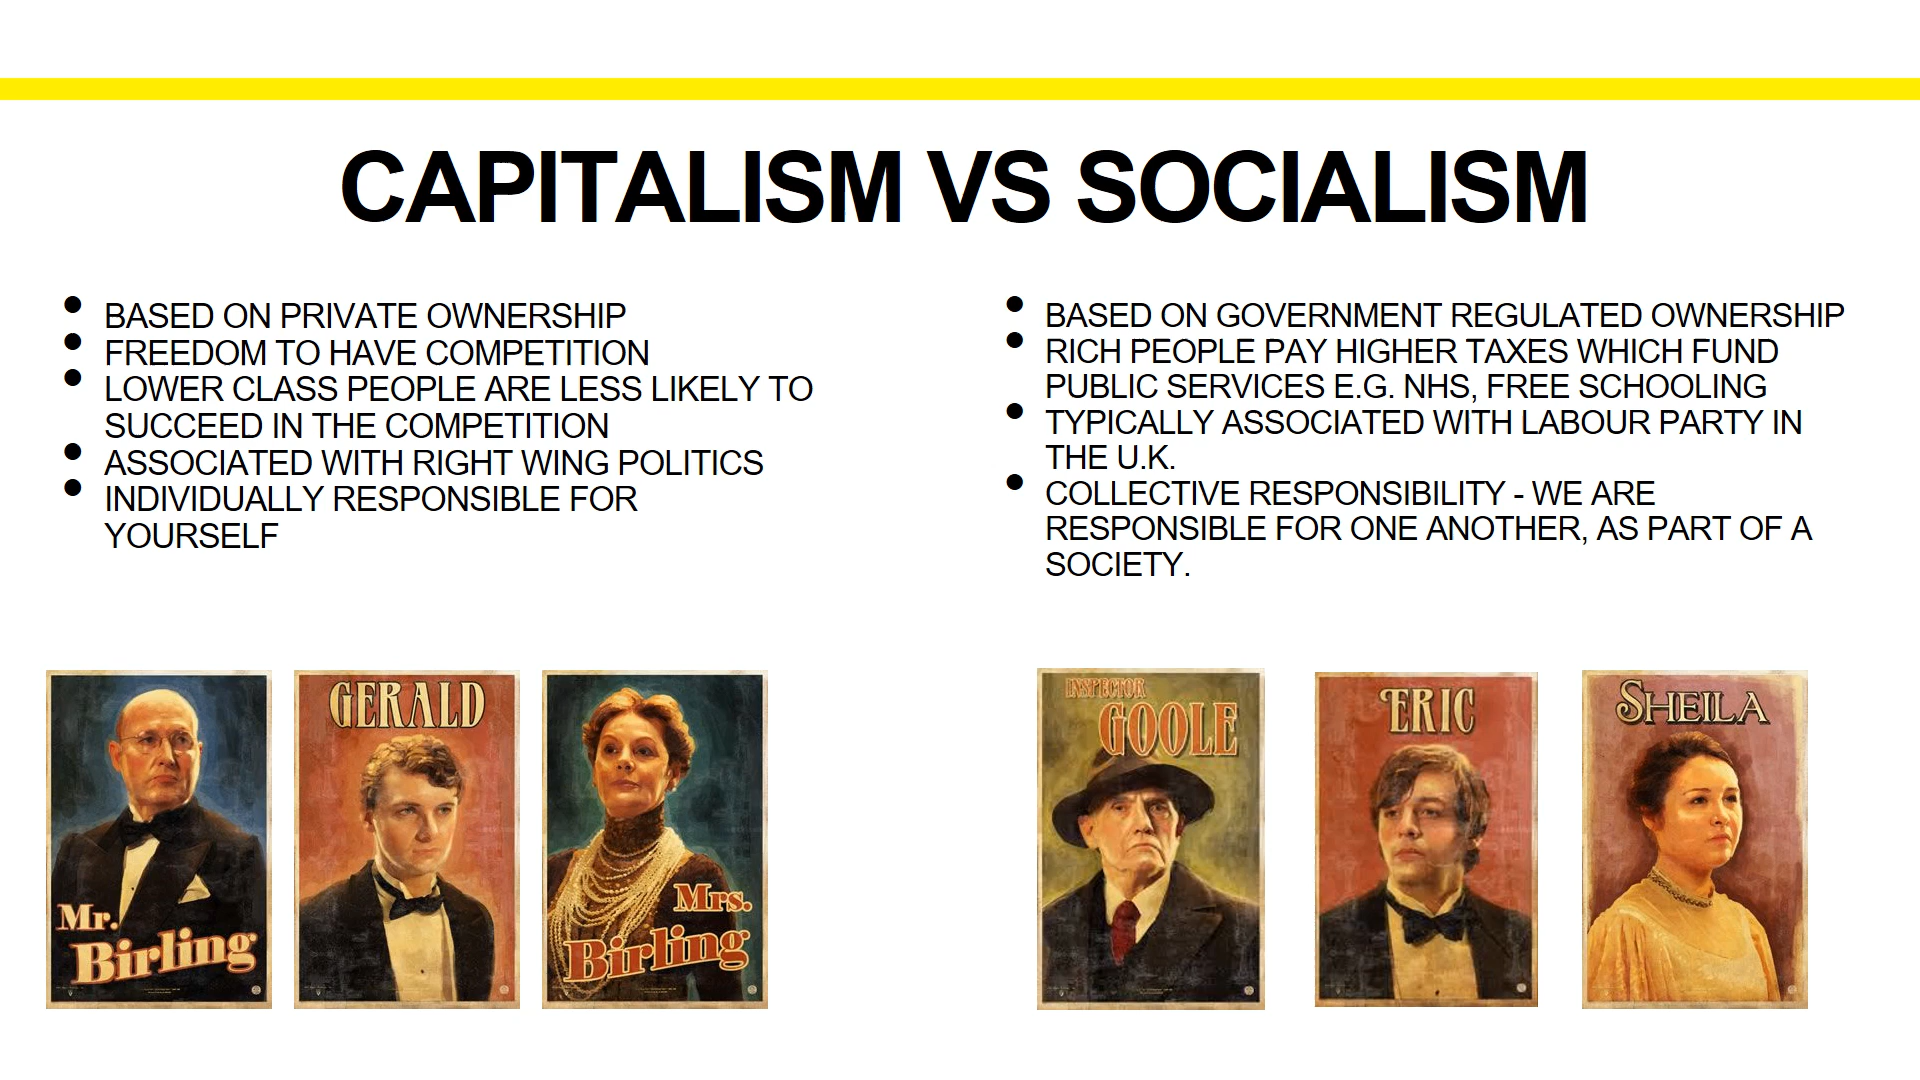 CAPITALISM VS SOCIALISM
• BASED ON PRIVATE OWNERSHIP
• FREEDOM TO HAVE COMPETITION
• LOWER CLASS PEOPLE ARE LESS LIKELY TO
SUCCEED IN THE COMPETITION
• ASSOCIATED WITH RIGHT WING POLITICS
• INDIVIDUALLY RESPONSIBLE FOR
YOURSELF
• BASED ON GOVERNMENT REGULATED OWNERSHIP
• RICH PEOPLE PAY HIGHER TAXES WHICH FUND
PUBLIC SERVICES E.G. NHS, FREE SCHOOLING
• TYPICALLY ASSOCIATED WITH LABOUR PARTY IN
THE U.K.
• COLLECTIVE RESPONSIBILITY - WE ARE
RESPONSIBLE FOR ONE ANOTHER, AS PART OF A
SOCIETY.
Mr.
Birling
GERALD
Mrs.
Birling
INSPECTOR
GOOLE
ERIC
SHEILA